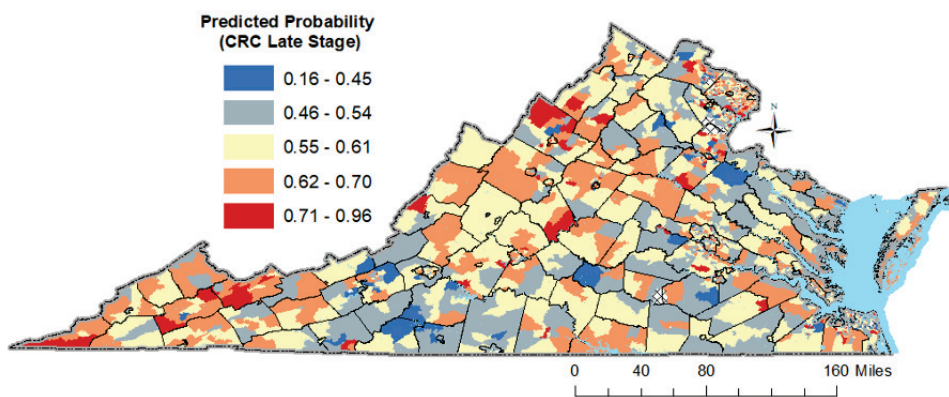 Predicted Probability
(CRC Late Stage)
0.16 - 0.45
0.46 - 0.54
0.55 - 0.61
0.62 - 0.70
0.71 - 0.96
N
0 40 80 160 Miles